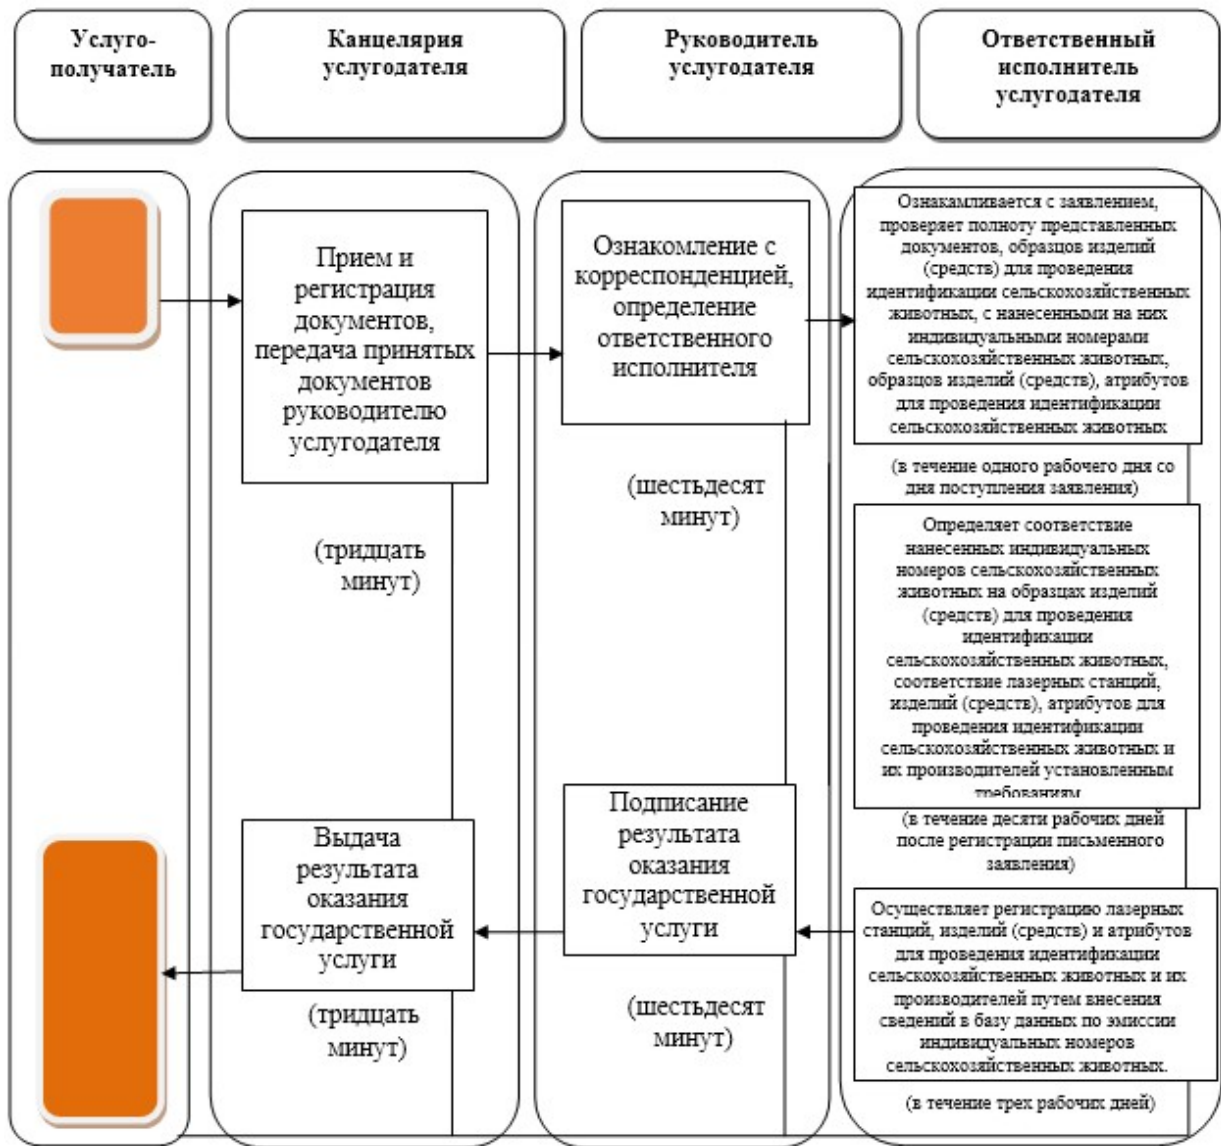 Услуго-
получатель
Канцелярия
услугодателя
Руководитель
услугодателя
Ответственный
исполнитель
услугодателя
Прием и
регистрация
документов,
передача принятых
документов
руководителю
услугодателя
(тридцать
минут)
Ознакомление с
корреспонденцией,
определение
ответственного
исполнителя
(шестьдесят
минут)
Ознакамливается с заявлением,
проверяет полноту представленных
документов, образцов изделий
(средств) для проведения
идентификации сельскохозяйственных
животных, с нанесенными на них
индивидуальными номерами
сельскохозяйственных животных,
образцов изделий (средств), атрибутов
для проведения идентификации
сельскохозяйственных животных
(в течение одного рабочего дня со
дня поступления заявления)
Определяет соответствие
нанесенных индивидуальных
номеров сельскохозяйственных
животных на образцах изделий
(средств) для проведения
идентификации
сельскохозяйственных животных,
соответствие лазерных станций,
изделий (средств), атрибутов для
проведения идентификации
сельскохозяйственных животных и
их производителей установленным
требованиям
(в течение десяти рабочих дней
после регистрации письменного
заявления)
Осуществляет регистрацию лазерных
станций, изделий (средств) и атрибутов
для проведения идентификации
сельскохозяйственных животных и их
производителей путем внесения
сведений в базу данных по эмиссии
индивидуальных номеров
сельскохозяйственных животных.
(в течение трех рабочих дней)
Подписание
результата
оказания
государственной
услуги
(шестьдесят
минут)
Выдача
результата
оказания
государственной
услуги
(тридцать
минут)